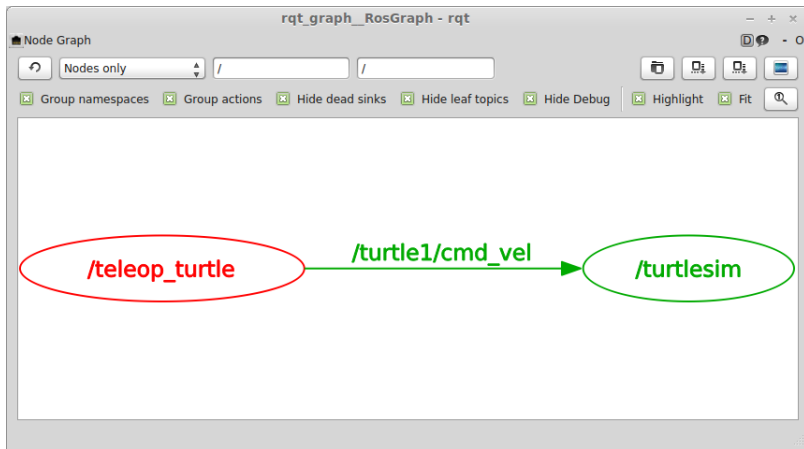 rqt_graph__RosGraph - rqt
Node Graph
D ? - O
Nodes only / /
Group namespaces Group actions Hide dead sinks Hide leaf topics Hide Debug Highlight Fit
/teleop_turtle /turtle1/cmd_vel /turtlesim